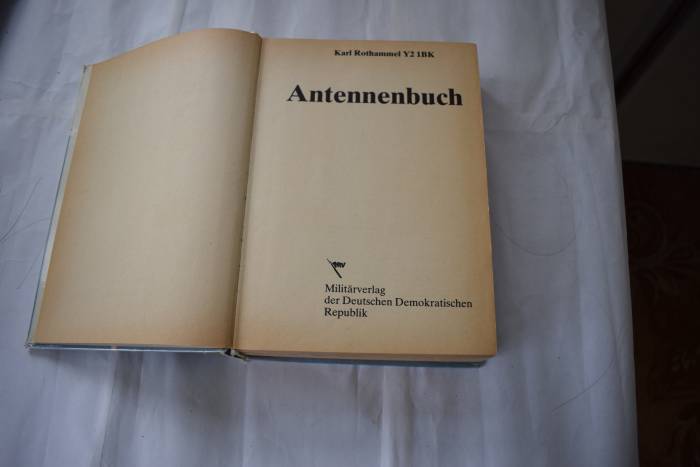 Karl Rothammel Y2 1BK
Antennenbuch
Militärverlag
der Deutschen Demokratischen
Republik